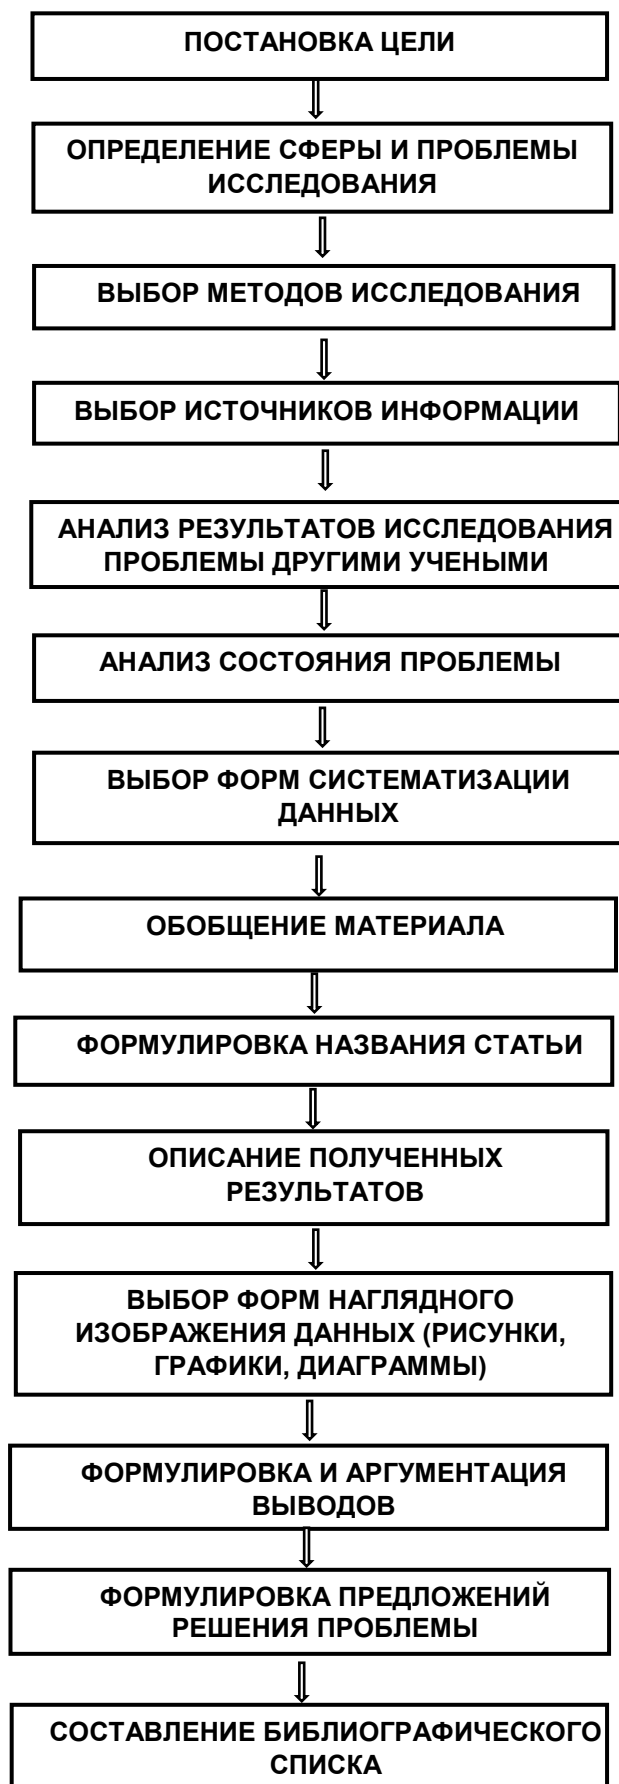 ПОСТАНОВКА ЦЕЛИ
ОПРЕДЕЛЕНИЕ СФЕРЫ И ПРОБЛЕМЫ
ИССЛЕДОВАНИЯ
ВЫБОР МЕТОДОВ ИССЛЕДОВАНИЯ
ВЫБОР ИСТОЧНИКОВ ИНФОРМАЦИИ
АНАЛИЗ РЕЗУЛЬТАТОВ ИССЛЕДОВАНИЯ
ПРОБЛЕМЫ ДРУГИМИ УЧЕНЫМИ
АНАЛИЗ СОСТОЯНИЯ ПРОБЛЕМЫ
ВЫБОР ФОРМ СИСТЕМАТИЗАЦИИ
ДАННЫХ
ОБОБЩЕНИЕ МАТЕРИАЛА
ФОРМУЛИРОВКА НАЗВАНИЯ СТАТЬИ
ОПИСАНИЕ ПОЛУЧЕННЫХ
РЕЗУЛЬТАТОВ
ВЫБОР ФОРМ НАГЛЯДНОГО
ИЗОБРАЖЕНИЯ ДАННЫХ (РИСУНКИ,
ГРАФИКИ, ДИАГРАММЫ)
ФОРМУЛИРОВКА И АРГУМЕНТАЦИЯ
ВЫВОДОВ
ФОРМУЛИРОВКА ПРЕДЛОЖЕНИЙ
РЕШЕНИЯ ПРОБЛЕМЫ
СОСТАВЛЕНИЕ БИБЛИОГРАФИЧЕСКОГО
СПИСКА